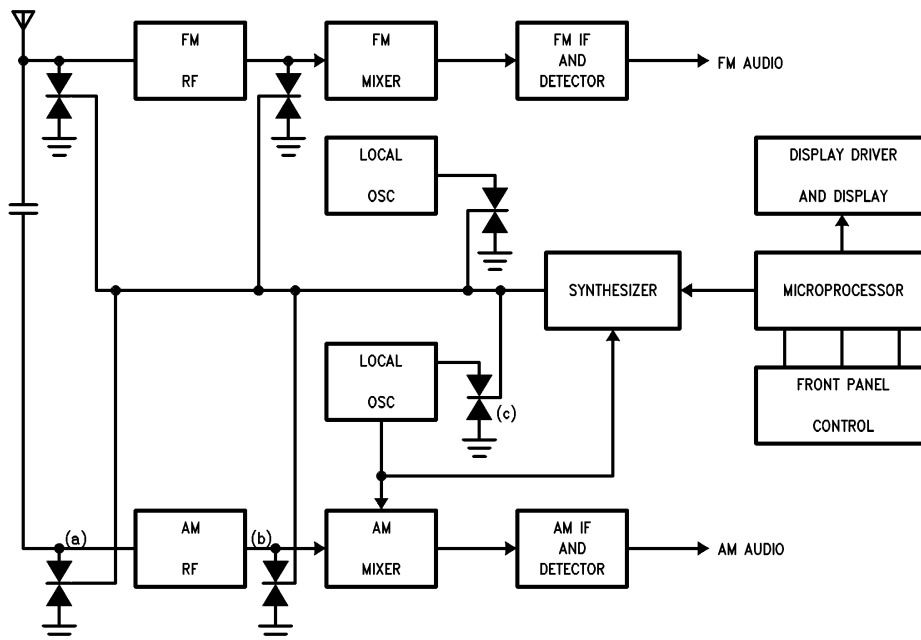 FM
RF
FM
MIXER
FM IF
AND
DETECTOR
FM AUDIO
LOCAL
OSC
DISPLAY DRIVER
AND DISPLAY
SYNTHESIZER
MICROPROCESSOR
LOCAL
OSC
(c)
FRONT PANEL
CONTROL
(a)
AM
RF
(b)
AM
MIXER
AM IF
AND
DETECTOR
AM AUDIO